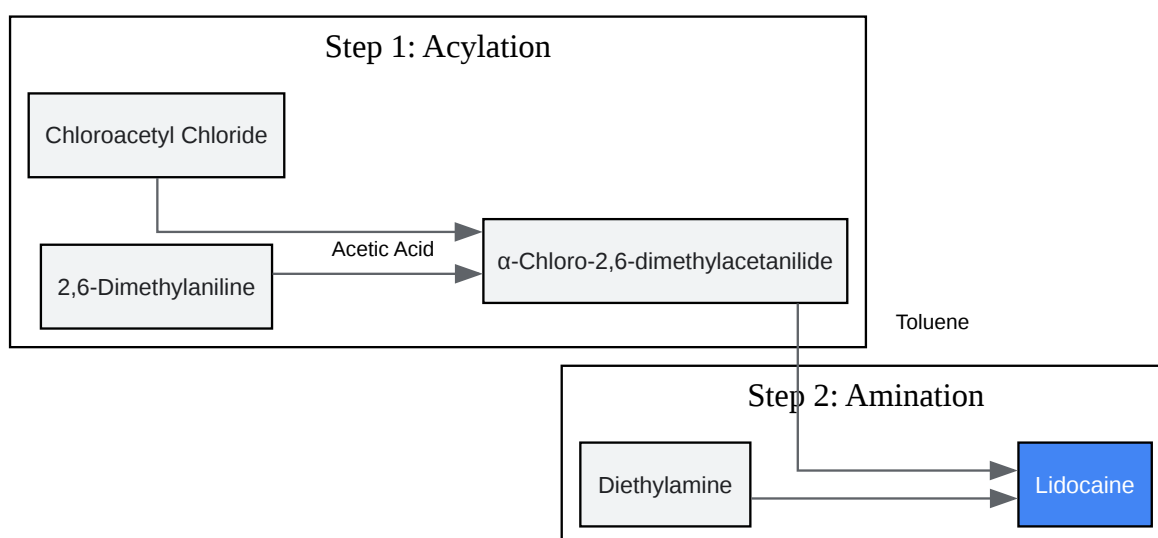 Step 1: Acylation
Chloroacetyl Chloride
Acetic Acid
α-Chloro-2,6-dimethylacetanilide
2,6-Dimethylaniline
Toluene
Step 2: Amination
Diethylamine
Lidocaine